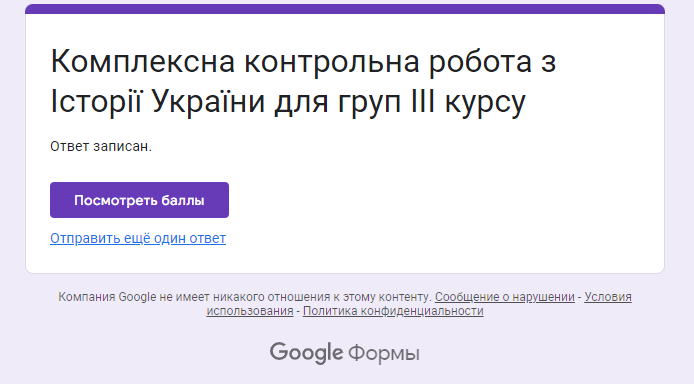 Комплексна контрольна робота з
Історії України для груп ІІІ курсу
Ответ записан.
Посмотреть баллы
Отправить ещё один ответ
Компания Google не имеет никакого отношения к этому контенту. Сообщение о нарушении - Условия
использования - Политика конфиденциальности
Google Формы